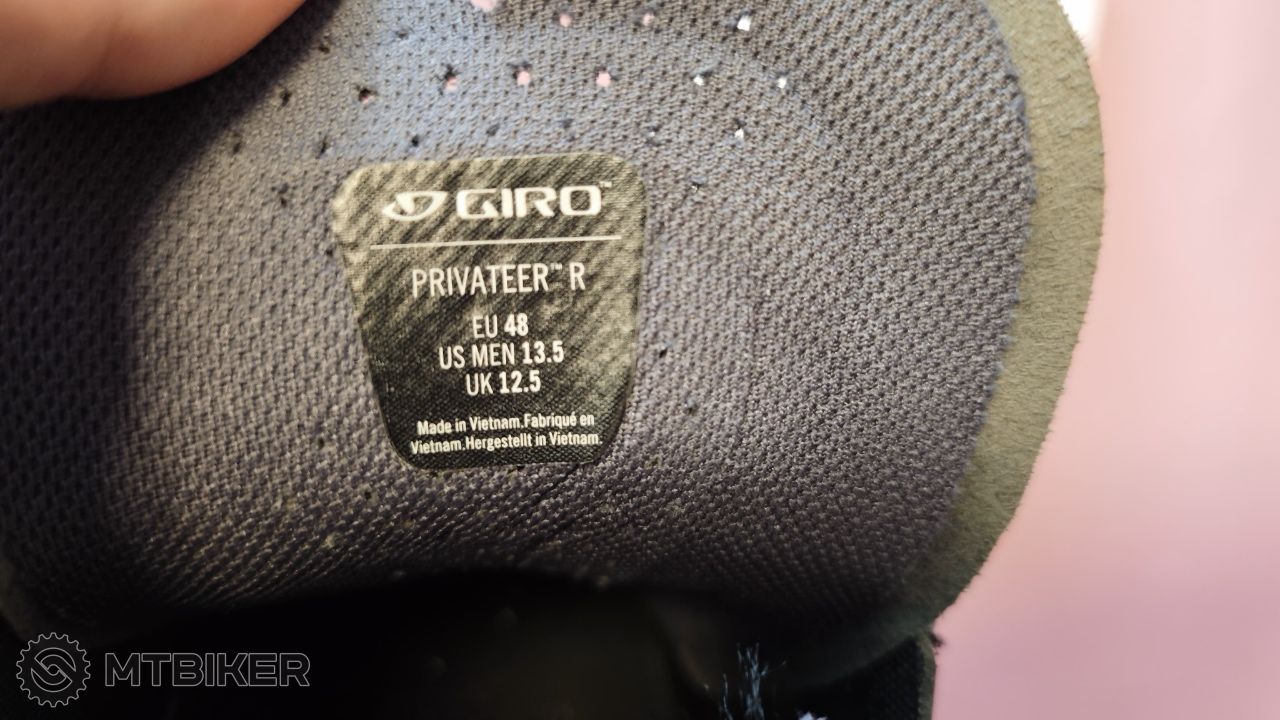 GIRO™
PRIVATEER™ R
EU 48
US MEN 13.5
UK 12.5
Made in Vietnam.Fabriqué en
Vietnam.Hergestellt in Vietnam.
MTBIKER